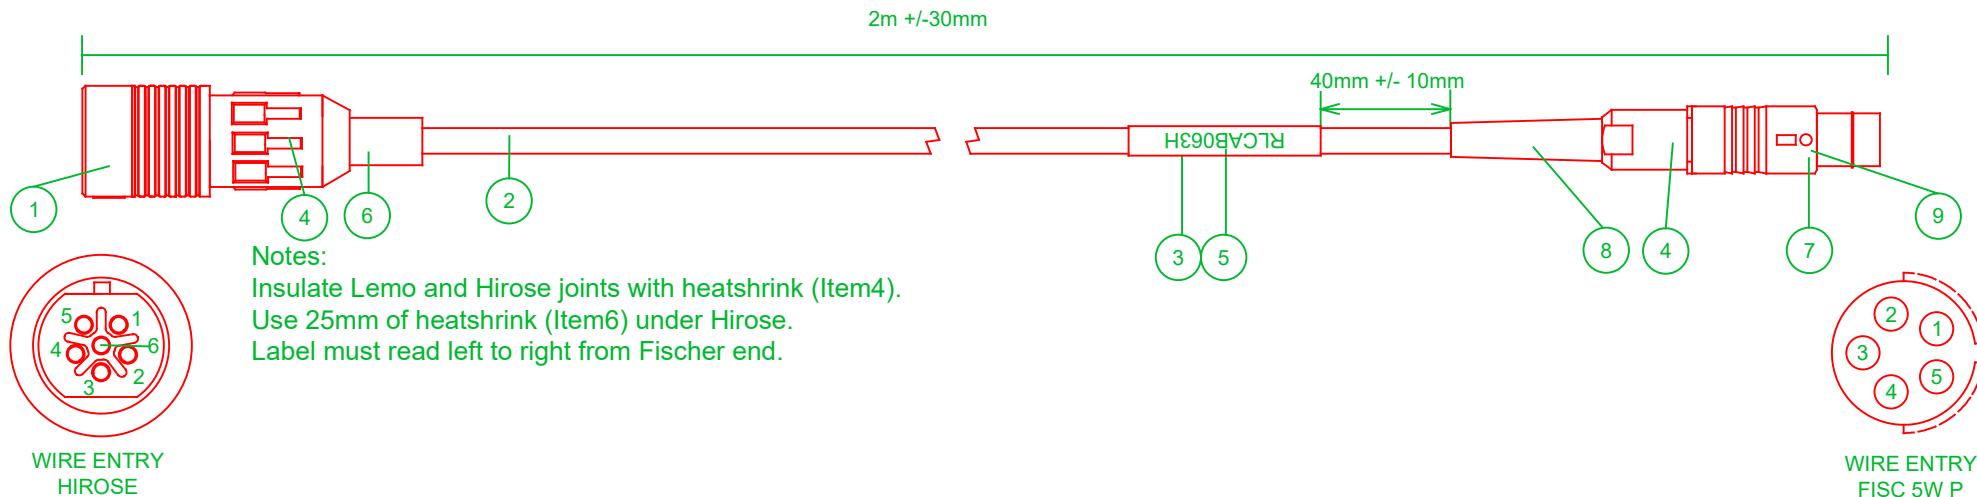 2m +/-30mm
40mm +/- 10mm
RLCAB063H
1
4
6
2
3
5
8
4
7
9
Notes:
Insulate Lemo and Hirose joints with heatshrink (Item4).
Use 25mm of heatshrink (Item6) under Hirose.
Label must read left to right from Fischer end.
5
1
4
6
3
2
WIRE ENTRY
HIROSE
2
1
3
5
4
WIRE ENTRY
FISC 5W P